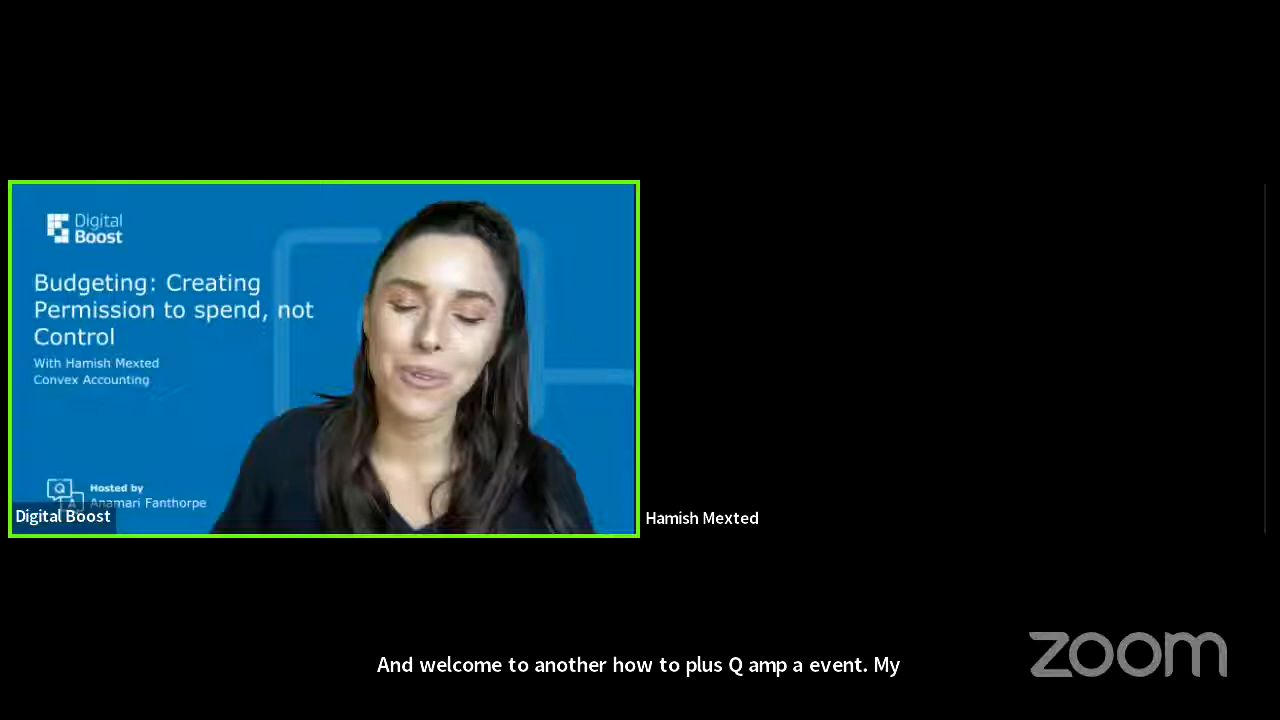 Digital
Boost
Budgeting: Creating
Permission to spend, not
Control
With Hamish Mexted
Convex Accounting
Q
A
Hosted by
Anamari Fanthorpe
Digital Boost
Hamish Mexted
And welcome to another how to plus Q amp a event. My
zoom